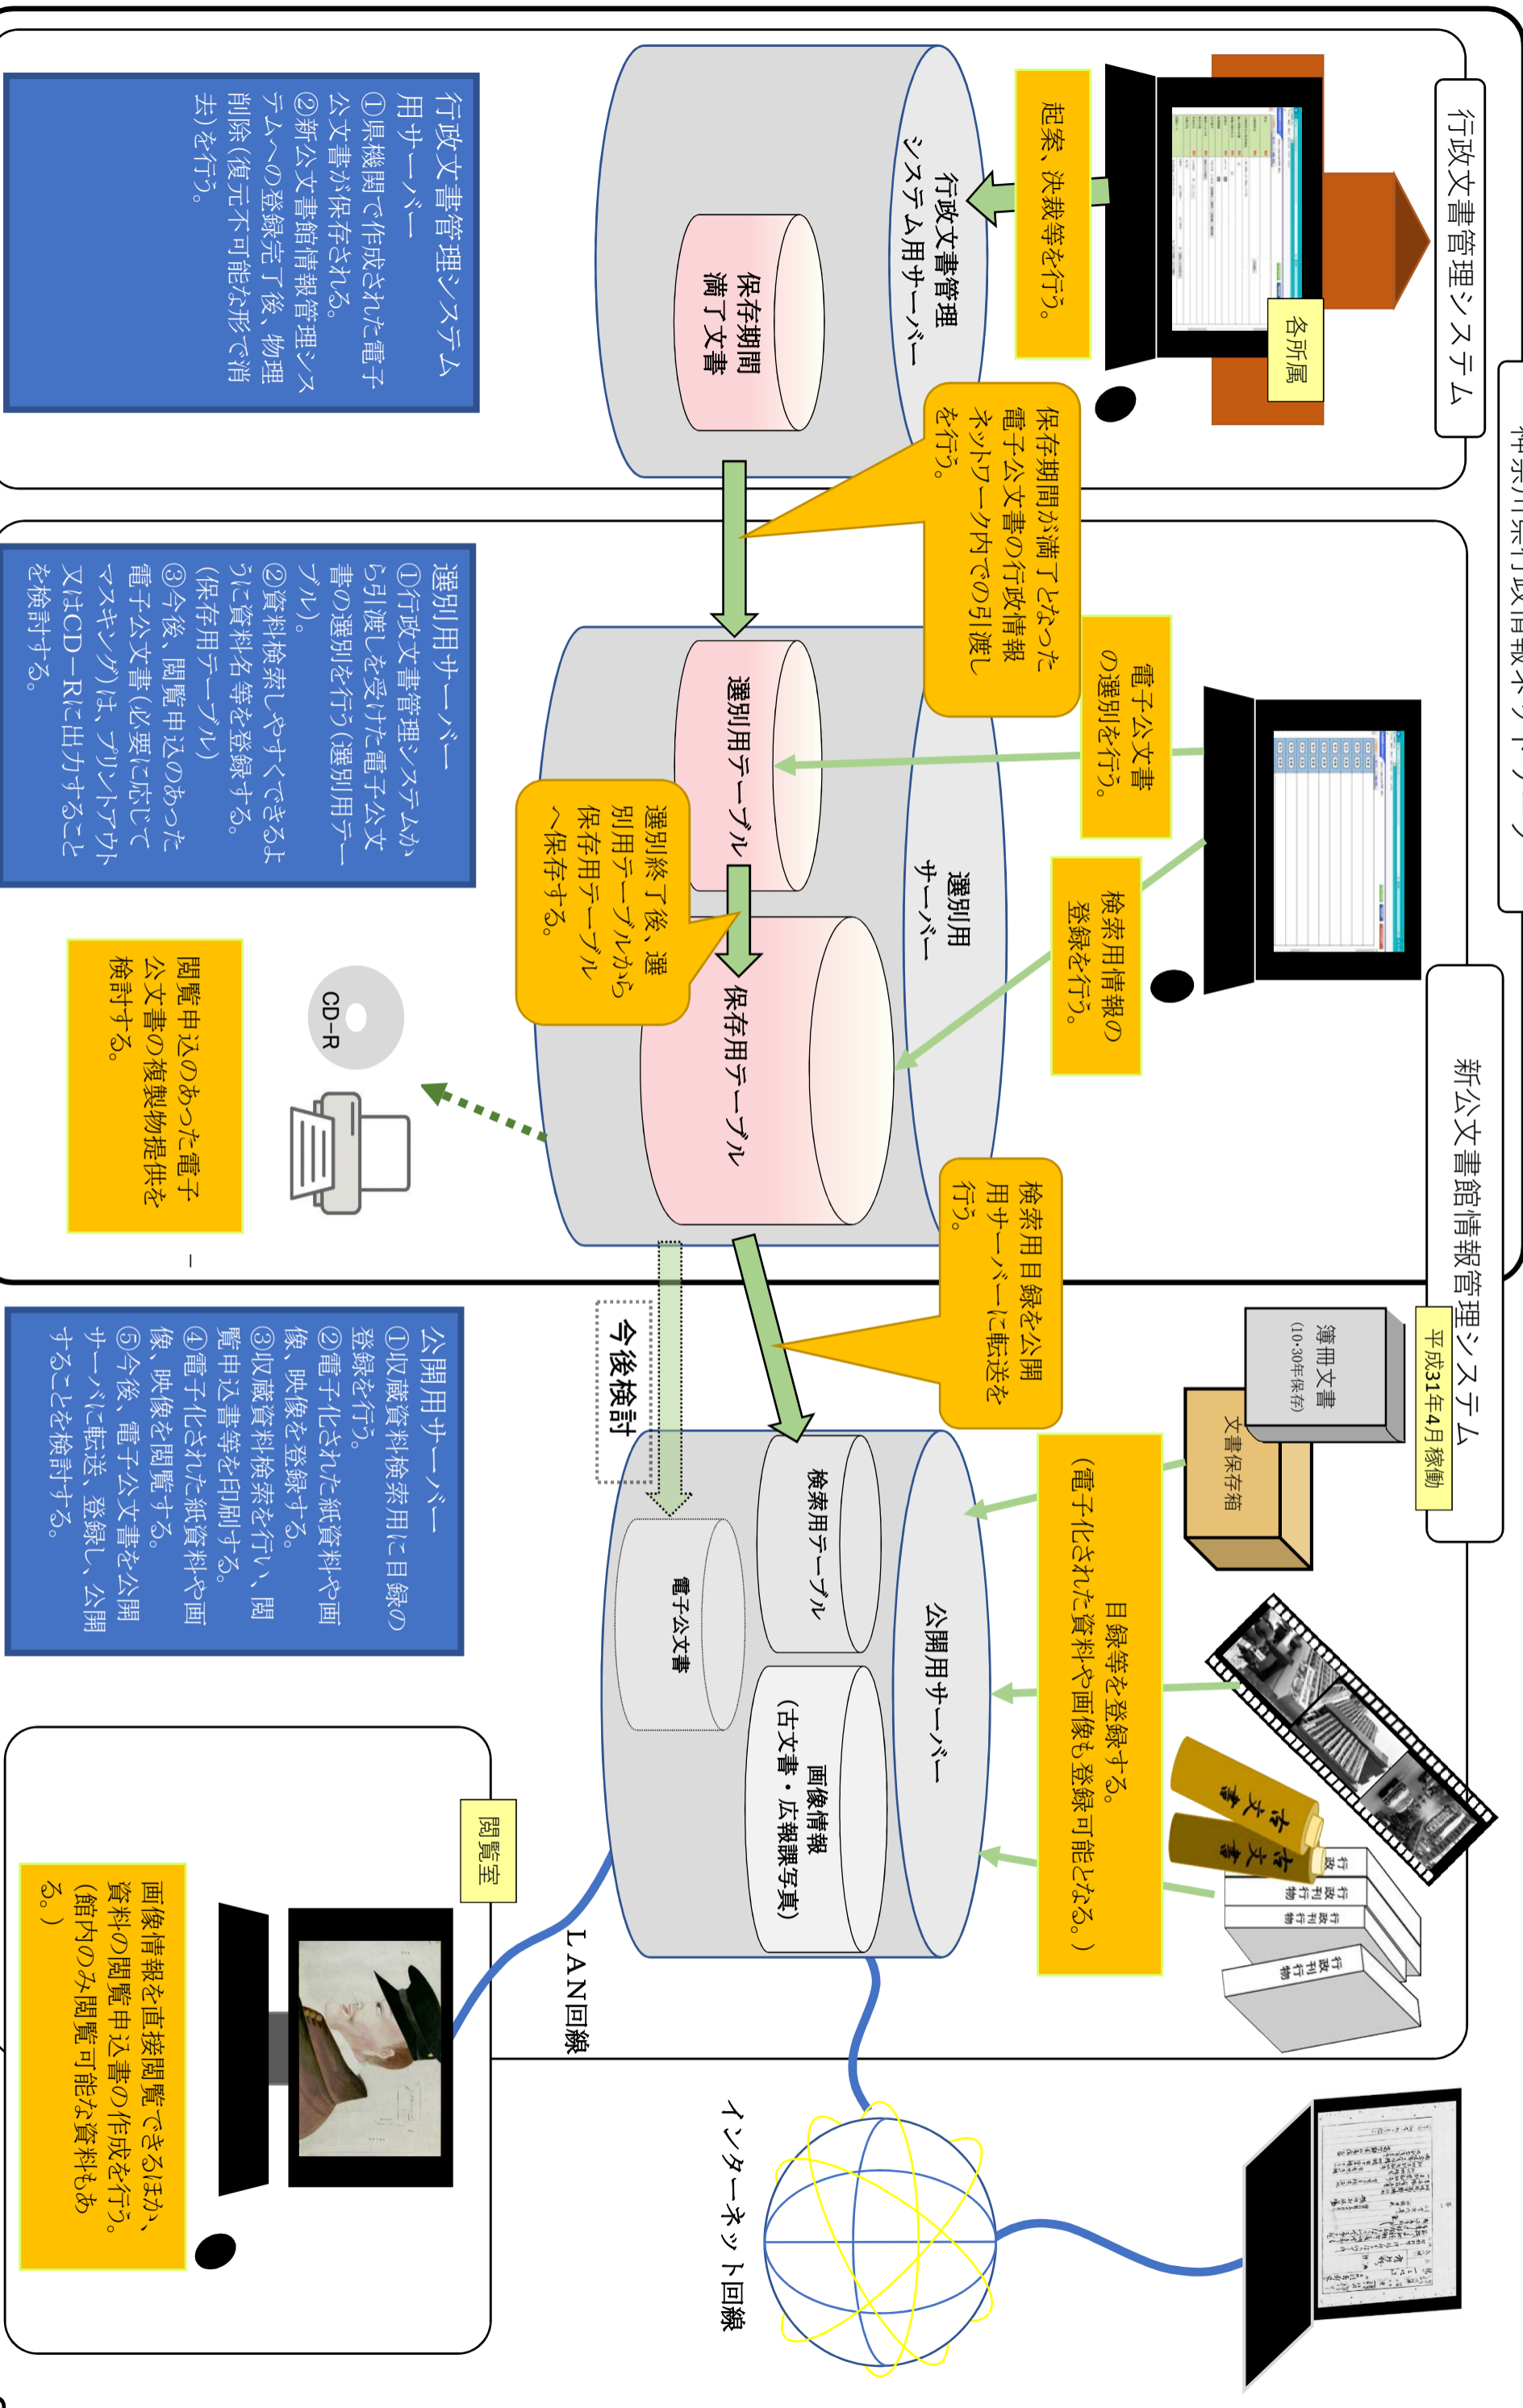 行政文書管理システム
各所属
起案、決裁等を行う。
行政文書管理
システム用サーバー
保存期間
満了文書
行政文書管理システム
用サーバー
①県機関で作成された電子
公文書が保存される。
②新公文書館情報管理シス
テムへの登録完了後、物理
削除(復元不可能な形で消
去)を行う。
保存期間が満了となった
電子公文書の行政情報
ネットワーク内での引渡し
を行う。
新公文書館情報管理システム
平成31年4月稼働
電子公文書
の選別を行う。
検索用情報の
登録を行う。
選別用
サーバー
選別用テーブル
保存用テーブル
選別終了後、選
別用テーブルから
保存用テーブル
へ保存する。
選別用サーバー
①行政文書管理システムか
ら引渡しを受けた電子公文
書の選別を行う(選別用テー
ブル)。
②資料検索しやすくできるよ
うに資料名等を登録する。
(保存用テーブル)
③今後、閲覧申込のあった
電子公文書(必要に応じて
マスキング)は、プリントアウト
又はCD-Rに出力すること
を検討する。
CD-R
閲覧申込のあった電子
公文書の複製物提供を
検討する。
検索用目録を公開
用サーバーに転送を
行う。
今後検討
簿冊文書
(10・30年保存)
文書保存箱
古文書
古文書
行政
行政刊行物
行政刊行物
行政刊行物
目録等を登録する。
(電子化された資料や画像も登録可能となる。)
公開用サーバー
検索用テーブル
画像情報
(古文書・広報課写真)
電子公文書
公開用サーバー
①収蔵資料検索用に目録の
登録を行う。
②電子化された紙資料や画
像、映像を登録する。
③収蔵資料検索を行い、閲
覧申込書等を印刷する。
④電子化された紙資料や画
像、映像を閲覧する。
⑤今後、電子公文書を公開
サーバに転送、登録し、公開
することを検討する。
LAN回線
インターネット回線
閲覧室
画像情報を直接閲覧できるほか、
資料の閲覧申込書の作成を行う。
(館内のみ閲覧可能な資料もあ
る。)